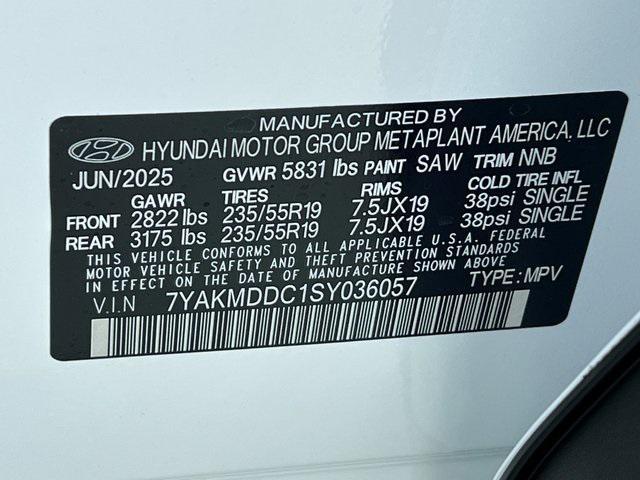 MANUFACTURED BY
HYUNDAI MOTOR GROUP METAPLANT AMERICA, LLC
JUN/2025 GVWR 5831 lbs PAINT SAW TRIM NNB
GAWR TIRES RIMS COLD TIRE INFL
FRONT 2822 lbs 235/55R19 7.5JX19 38psi SINGLE
REAR 3175 lbs 235/55R19 7.5JX19 38psi SINGLE
THIS VEHICLE CONFORMS TO ALL APPLICABLE U.S.A. FEDERAL
MOTOR VEHICLE SAFETY AND THEFT PREVENTION STANDARDS
IN EFFECT ON THE DATE OF MANUFACTURE SHOWN ABOVE.
V.I.N 7YAKMDDC1SY036057 TYPE: MPV